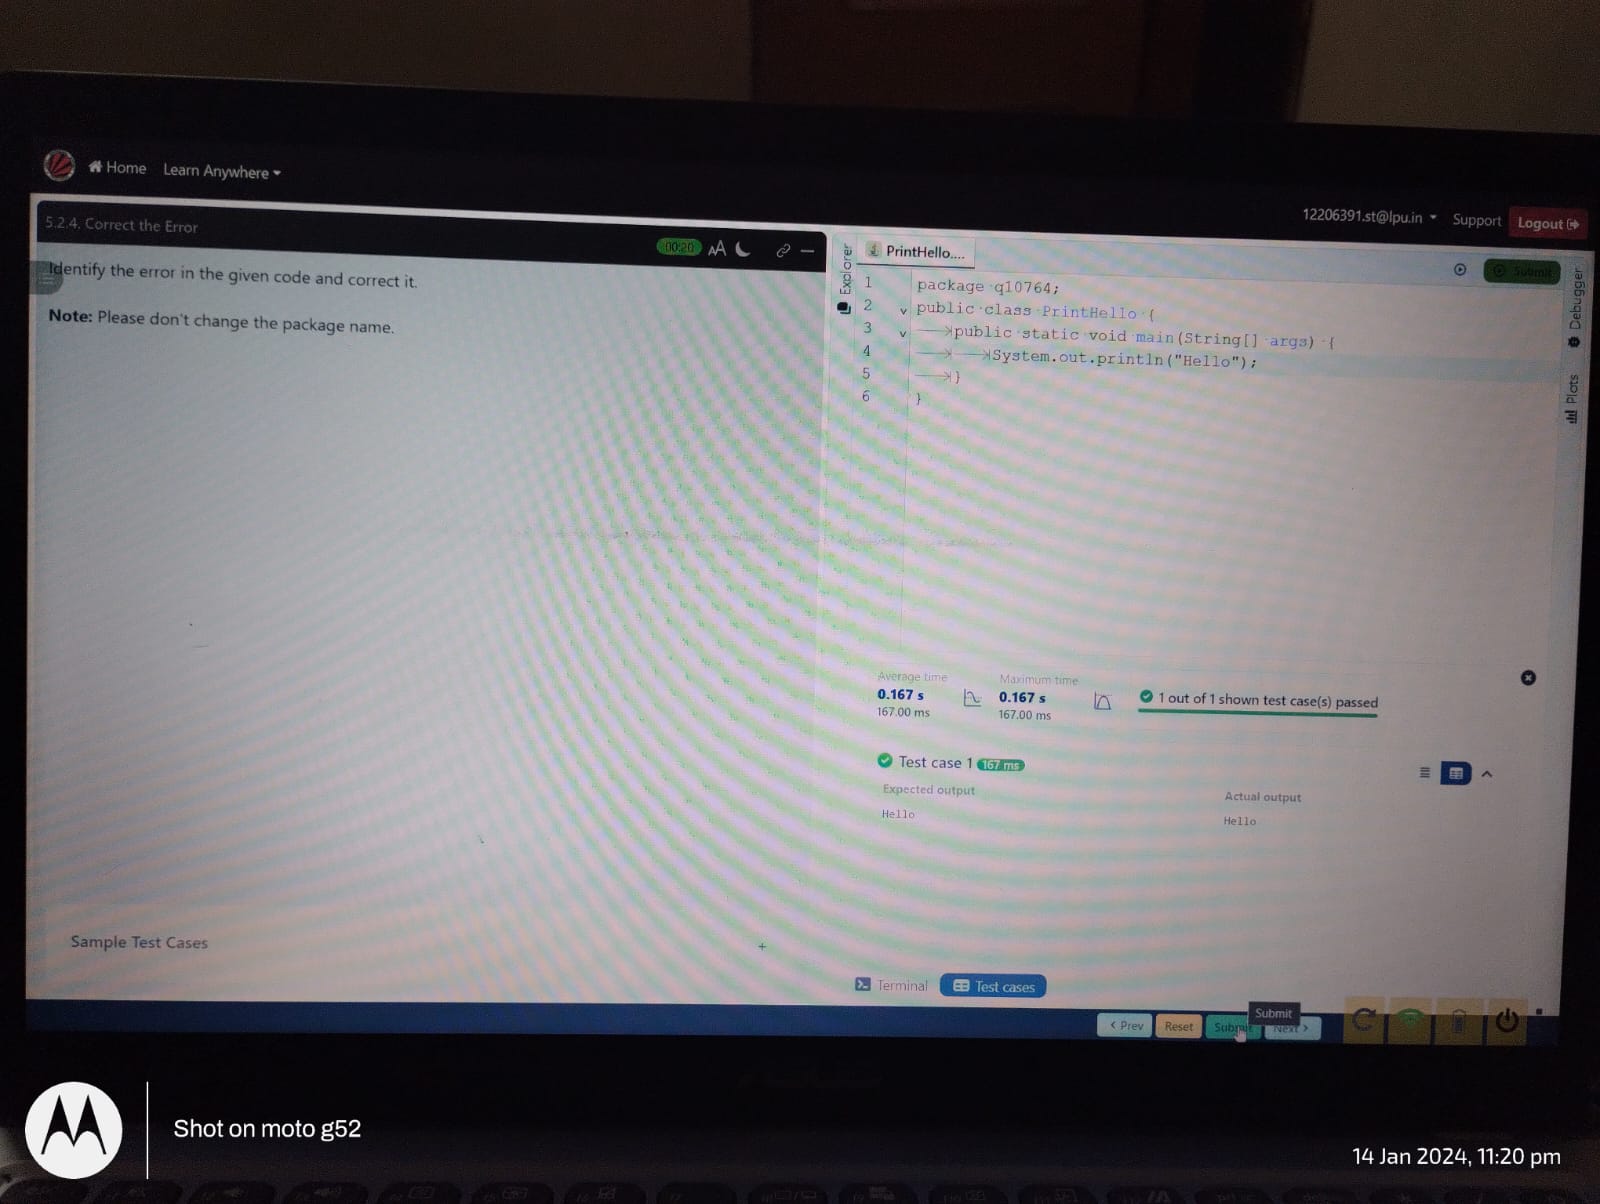 Home Learn Anywhere
12206391.st@lpu.in Support Logout
5.2.4. Correct the Error
00:20 AA
Identify the error in the given code and correct it.
Note: Please don't change the package name.
Sample Test Cases
+
Explorer
PrintHello....
Submit
Debugger
Plots
1 package q10764;
2 public class PrintHello {
3 public static void main(String[] args) {
4 System.out.println("Hello");
5 }
6 }
Average time
0.167 s
167.00 ms
Maximum time
0.167 s
167.00 ms
1 out of 1 shown test case(s) passed
Test case 1 167 ms
Expected output
Hello
Actual output
Hello
Terminal Test cases
Submit
< Prev Reset Submit Next >
Shot on moto g52
14 Jan 2024, 11:20 pm